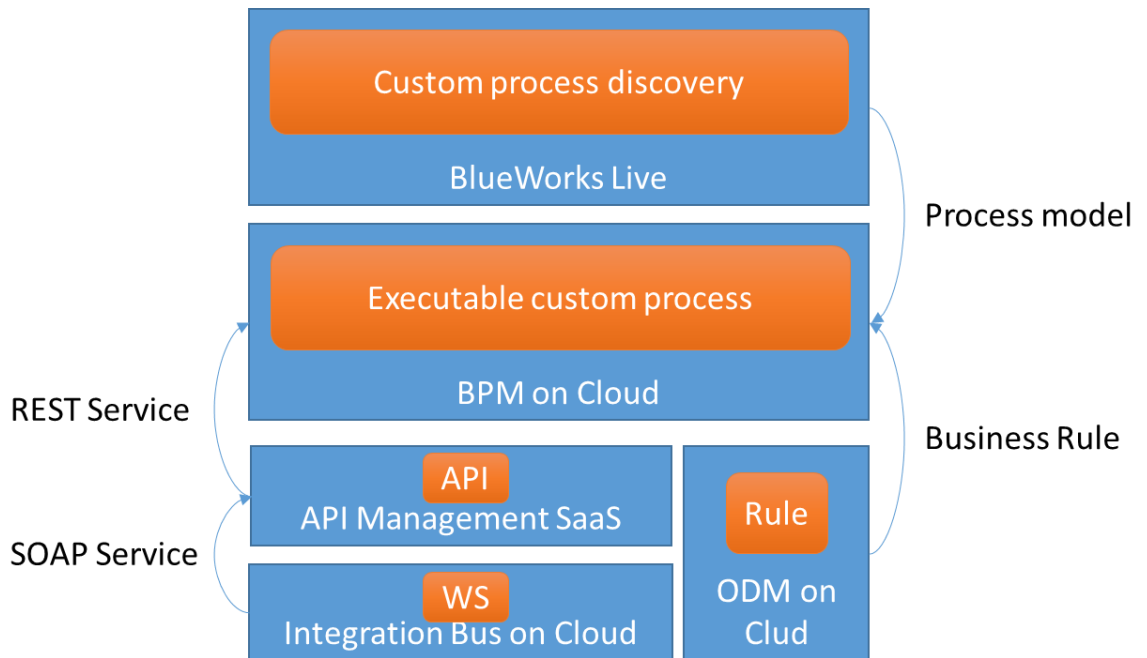 Custom process discovery
BlueWorks Live
Process model
Executable custom process
BPM on Cloud
REST Service
Business Rule
API
API Management SaaS
Rule
SOAP Service
WS
Integration Bus on Cloud
ODM on
Clud